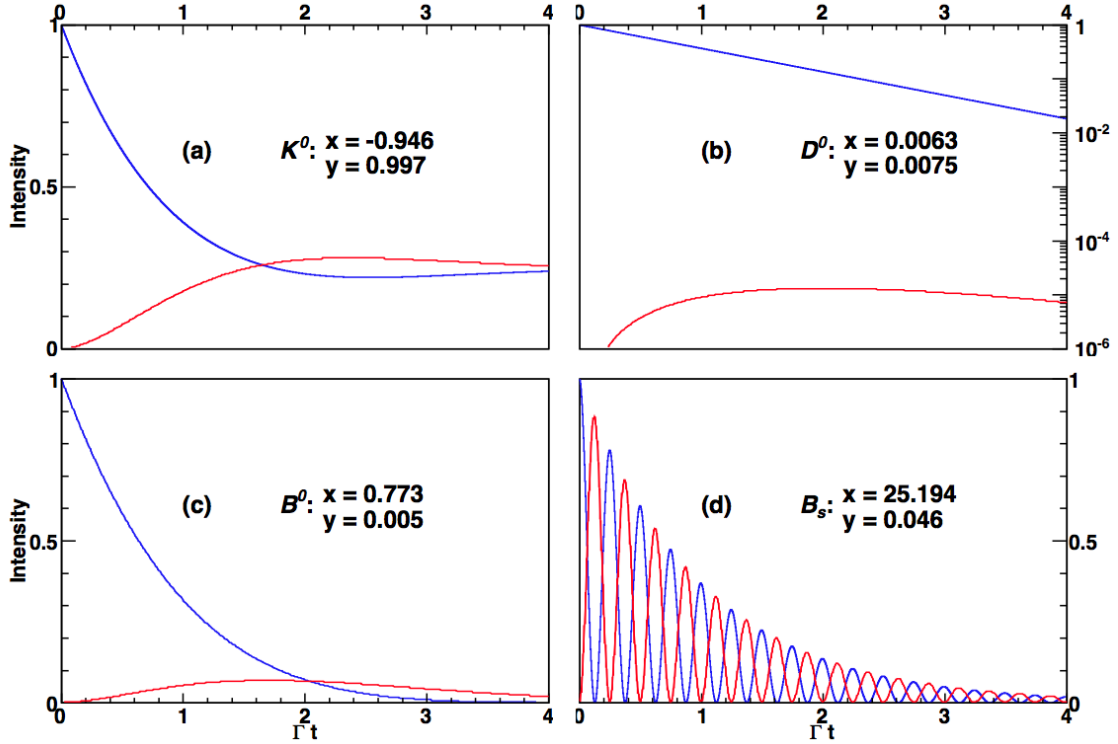 0 1 2 3 4 0 1 2 3 4
1 1
Intensity
(a) K⁰: x = -0.946
y = 0.997
(b) D⁰: x = 0.0063
y = 0.0075
10⁻²
0.5
10⁻⁴
0 10⁻⁶
1 1
Intensity
(c) B⁰: x = 0.773
y = 0.005
(d) Bₛ: x = 25.194
y = 0.046
0.5 0.5
0 0
0 1 2 3 4 0 1 2 3 4
Γ t Γ t